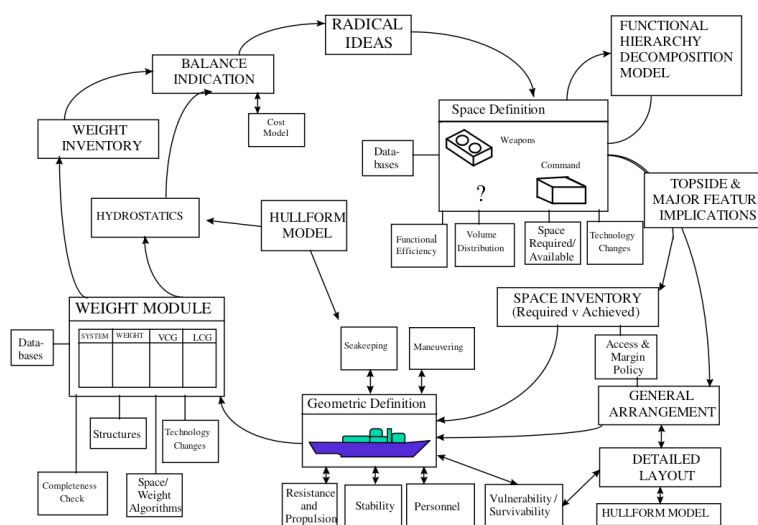 RADICAL
IDEAS
FUNCTIONAL
HIERARCHY
DECOMPOSITION
MODEL
BALANCE
INDICATION
Cost
Model
WEIGHT
INVENTORY
Space Definition
Weapons
Command
?
Data-
bases
Functional
Efficiency
Volume
Distribution
Space
Required/
Available
Technology
Changes
TOPSIDE &
MAJOR FEATURE
IMPLICATIONS
HYDROSTATICS
HULLFORM
MODEL
SPACE INVENTORY
(Required v Achieved)
Access &
Margin
Policy
WEIGHT MODULE
SYSTEM WEIGHT VCG LCG
Data-
bases
Structures
Technology
Changes
Completeness
Check
Space/
Weight
Algorithms
Seakeeping
Maneuvering
Geometric Definition
Resistance
and
Propulsion
Stability
Personnel
Vulnerability /
Survivability
GENERAL
ARRANGEMENT
DETAILED
LAYOUT
HULLFORM MODEL